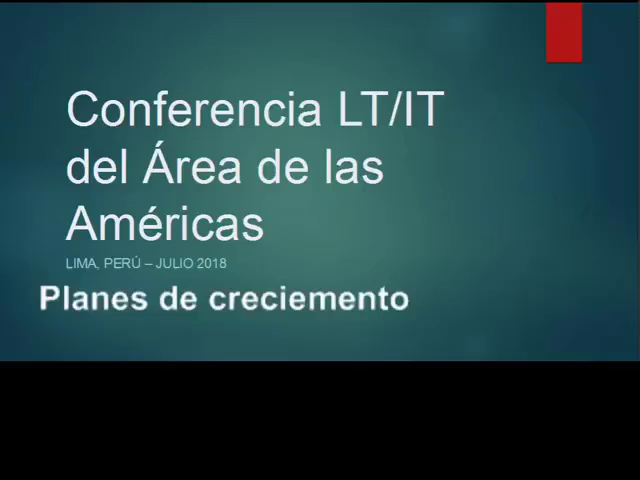 Conferencia LT/IT
del Área de las
Américas
LIMA, PERÚ – JULIO 2018
Planes de creciemento